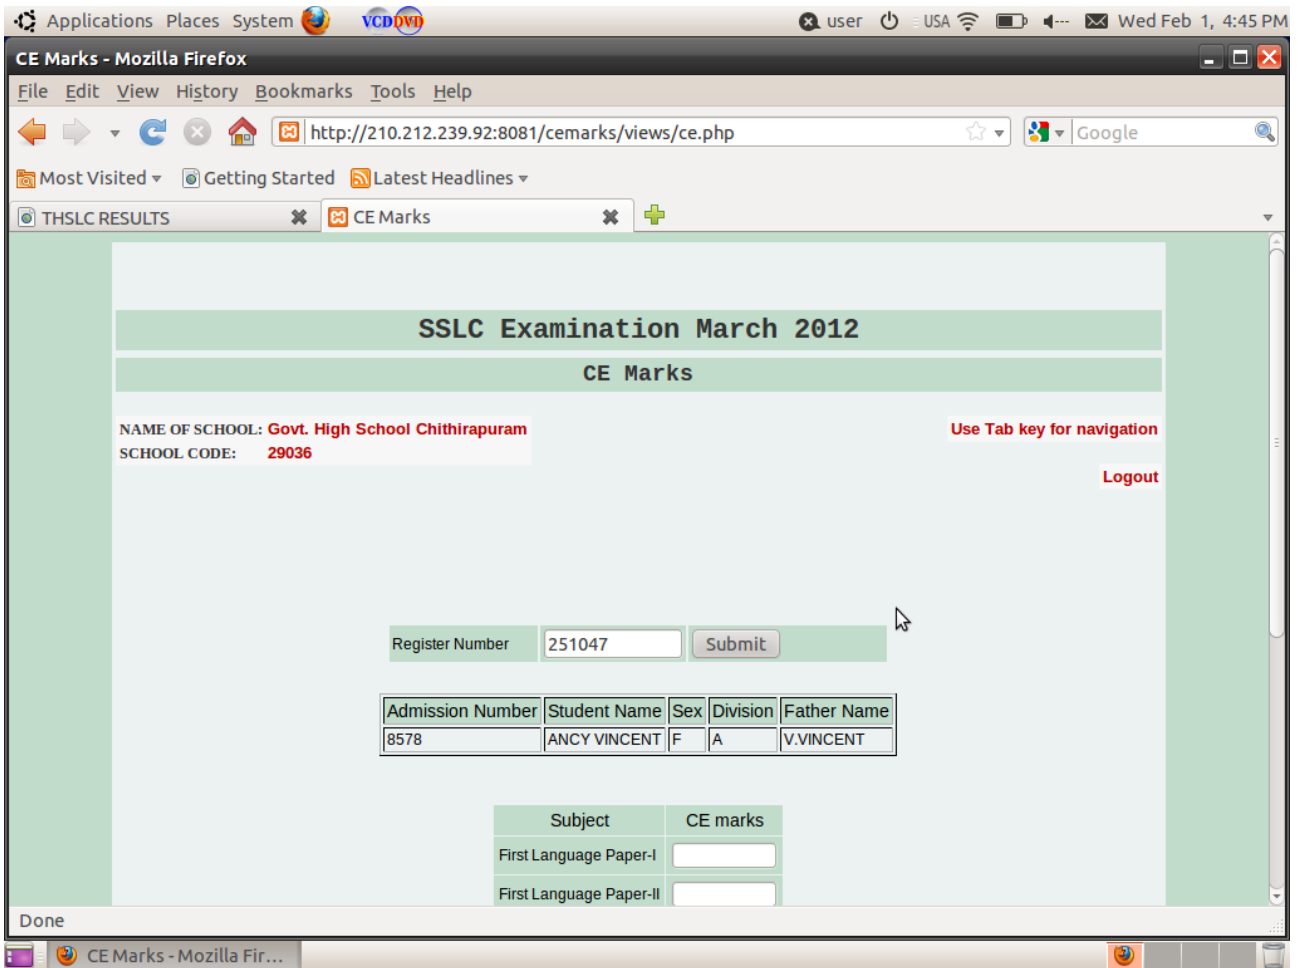 Applications Places System VCDDVD user USA Wed Feb 1, 4:45 PM
CE Marks - Mozilla Firefox
File Edit View History Bookmarks Tools Help
http://210.212.239.92:8081/cemarks/views/ce.php Google
Most Visited Getting Started Latest Headlines
THSLC RESULTS CE Marks
SSLC Examination March 2012
CE Marks
NAME OF SCHOOL: Govt. High School Chithirapuram Use Tab key for navigation
SCHOOL CODE: 29036
Logout
Register Number 251047 Submit
Admission Number Student Name Sex Division Father Name
8578 ANCY VINCENT F A V.VINCENT
Subject CE marks
First Language Paper-I
First Language Paper-II
Done
CE Marks - Mozilla Fir...